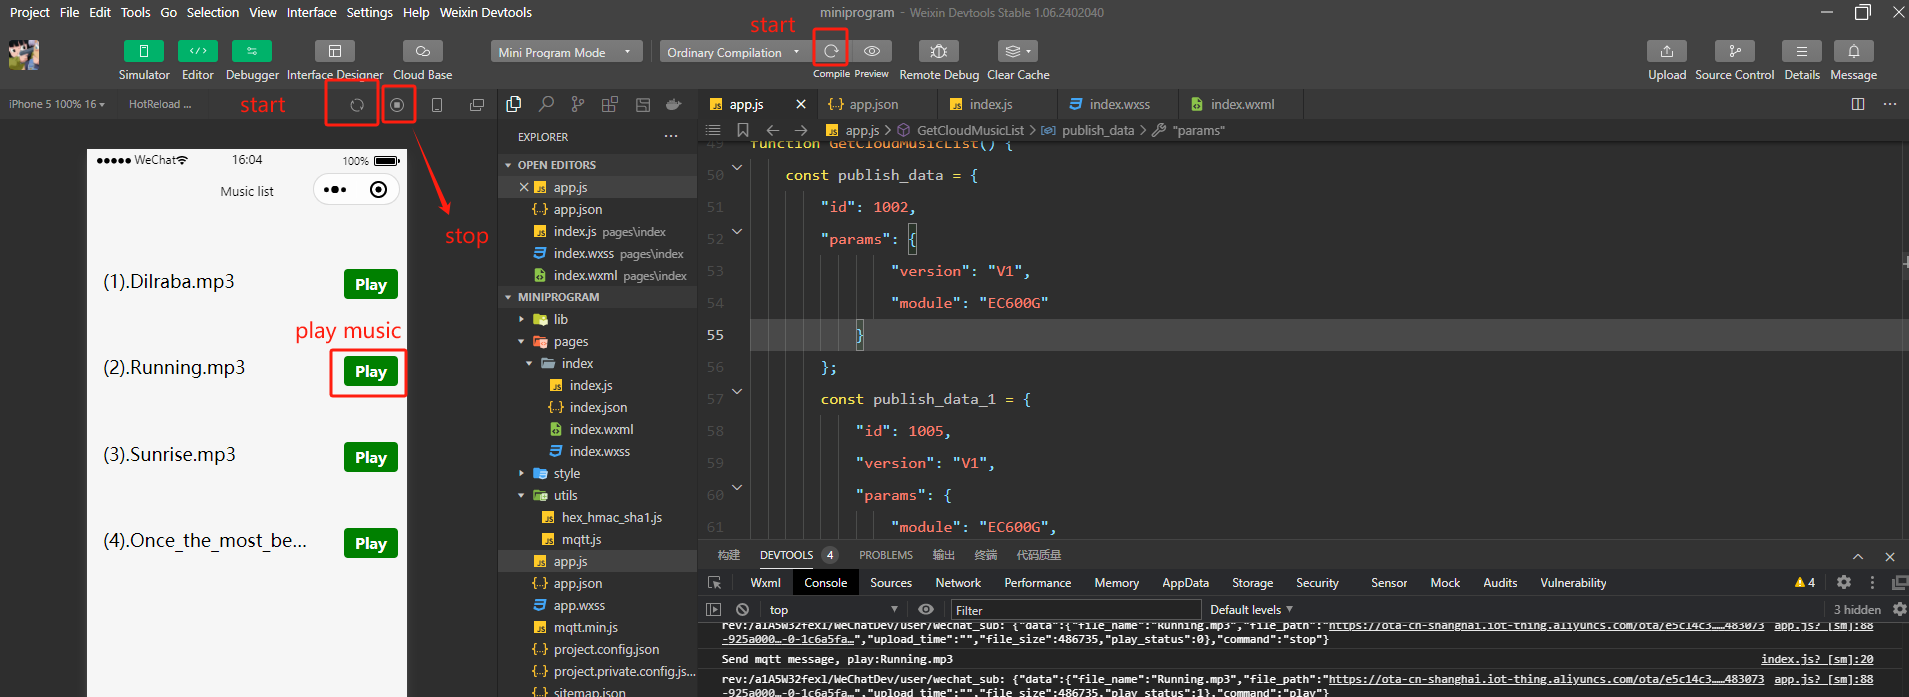 Project File Edit Tools Go Selection View Interface Settings Help Weixin Devtools
miniprogram - Weixin Devtools Stable 1.06.2402040
start
Mini Program Mode
Ordinary Compilation
Simulator Editor Debugger Interface Designer Cloud Base
Compile Preview Remote Debug Clear Cache
Upload Source Control Details Message
iPhone 5 100% 16
HotReload ...
start
stop
WeChat
16:04
100%
Music list
(1).Dilraba.mp3
Play
play music
(2).Running.mp3
Play
(3).Sunrise.mp3
Play
(4).Once_the_most_be...
Play
EXPLORER
OPEN EDITORS
app.js
app.json
index.js pages\index
index.wxss pages\index
index.wxml pages\index
MINIPROGRAM
lib
pages
index
index.js
index.json
index.wxml
index.wxss
style
utils
hex_hmac_sha1.js
mqtt.js
app.js
app.json
app.wxss
mqtt.min.js
project.config.json
project.private.config.js...
sitemap.json
app.js app.json index.js index.wxss index.wxml
app.js > GetCloudMusicList > publish_data > "params"
49 function GetCloudMusicList() {
50 const publish_data = {
51 "id": 1002,
52 "params": {
53 "version": "V1",
54 "module": "EC600G"
55 }
56 };
57 const publish_data_1 = {
58 "id": 1005,
59 "version": "V1",
60 "params": {
61 "module": "EC600G",
构建 DEVTOOLS 4 PROBLEMS 输出 终端 代码质量
Wxml Console Sources Network Performance Memory AppData Storage Security Sensor Mock Audits Vulnerability 4
top Filter Default levels 3 hidden
rev:/a1A5W32fexl/WeChatDev/user/wechat_sub: {"data":{"file_name":"Running.mp3","file_path":"https://ota-cn-shanghai.iot-thing.aliyuncs.com/ota/e5c14c3……483073 app.js? [sm]:88
-925a000…-0-1c6a5fa…","upload_time":"","file_size":486735,"play_status":0},"command":"stop"}
Send mqtt message, play:Running.mp3 index.js? [sm]:20
rev:/a1A5W32fexl/WeChatDev/user/wechat_sub: {"data":{"file_name":"Running.mp3","file_path":"https://ota-cn-shanghai.iot-thing.aliyuncs.com/ota/e5c14c3……483073 app.js? [sm]:88
-925a000…-0-1c6a5fa…","upload_time":"","file_size":486735,"play_status":1},"command":"play"}